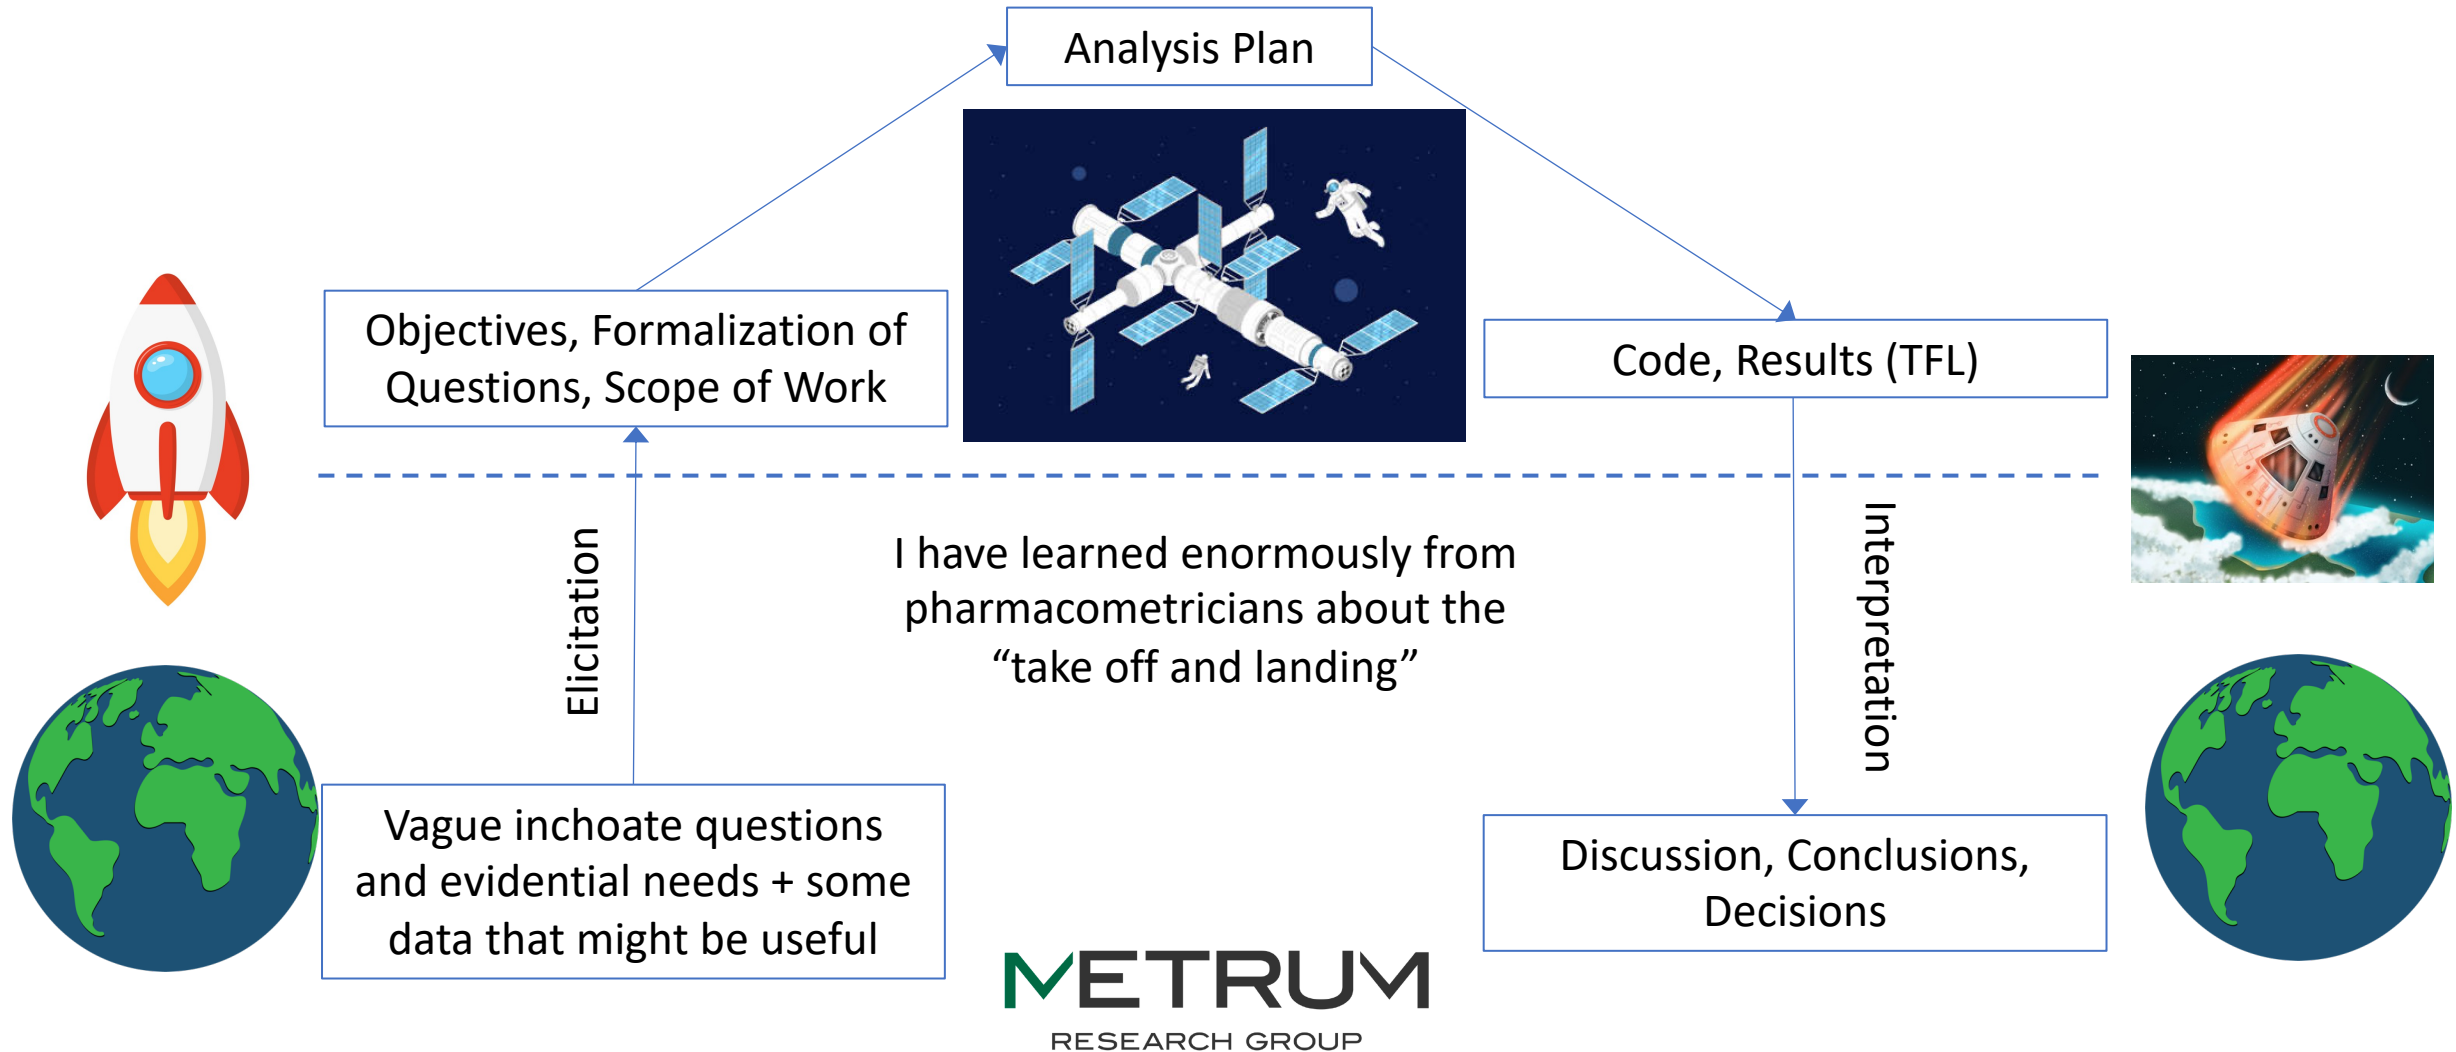 Analysis Plan
Objectives, Formalization of
Questions, Scope of Work
Code, Results (TFL)
Elicitation
I have learned enormously from
pharmacometricians about the
“take off and landing”
Interpretation
Vague inchoate questions
and evidential needs + some
data that might be useful
Discussion, Conclusions,
Decisions
METRUM
RESEARCH GROUP